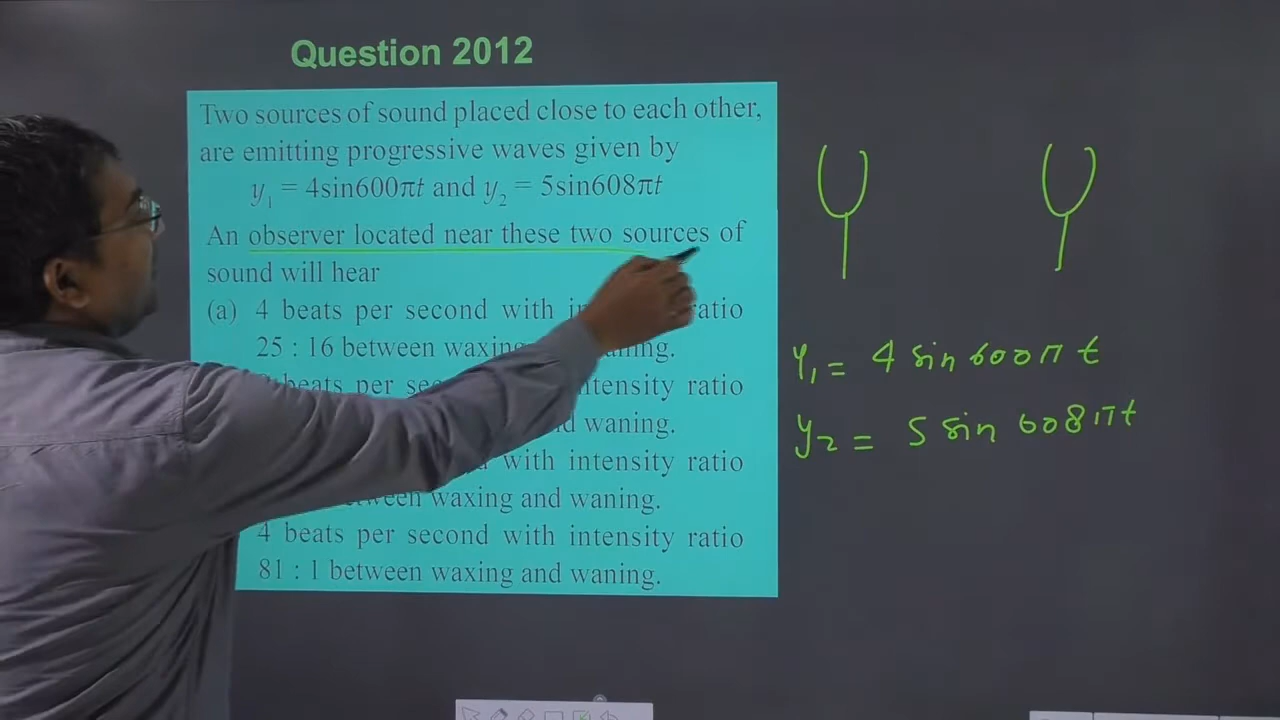 Question 2012
Two sources of sound placed close to each other,
are emitting progressive waves given by
y₁ = 4sin600πt and y₂ = 5sin608πt
An observer located near these two sources of
sound will hear
(a) 4 beats per second with ratio
25 : 16 between waxing
beats per intensity ratio
waning.
with intensity ratio
waxing and waning.
4 beats per second with intensity ratio
81 : 1 between waxing and waning.
Y₁ = 4 sin 600π t
y₂ = 5 sin 608πt